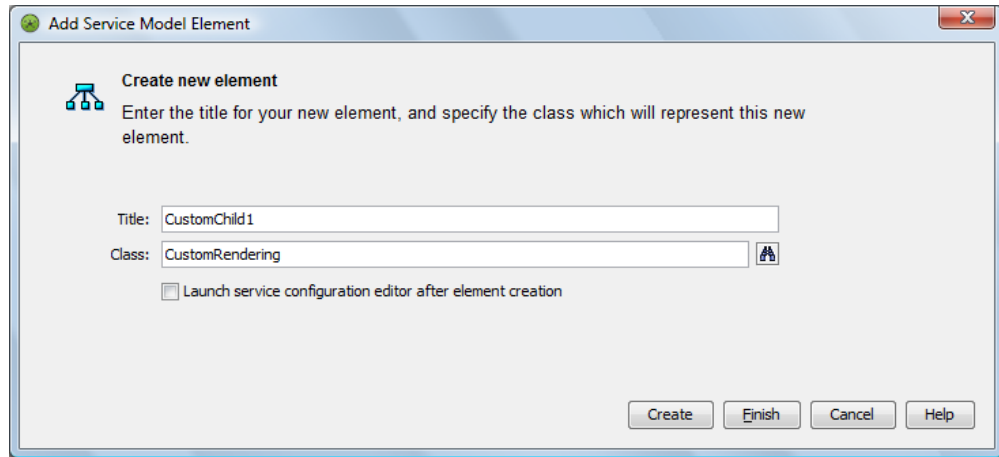 Add Service Model Element
Create new element
Enter the title for your new element, and specify the class which will represent this new
element.
Title: CustomChild1
Class: CustomRendering
Launch service configuration editor after element creation
Create Finish Cancel Help